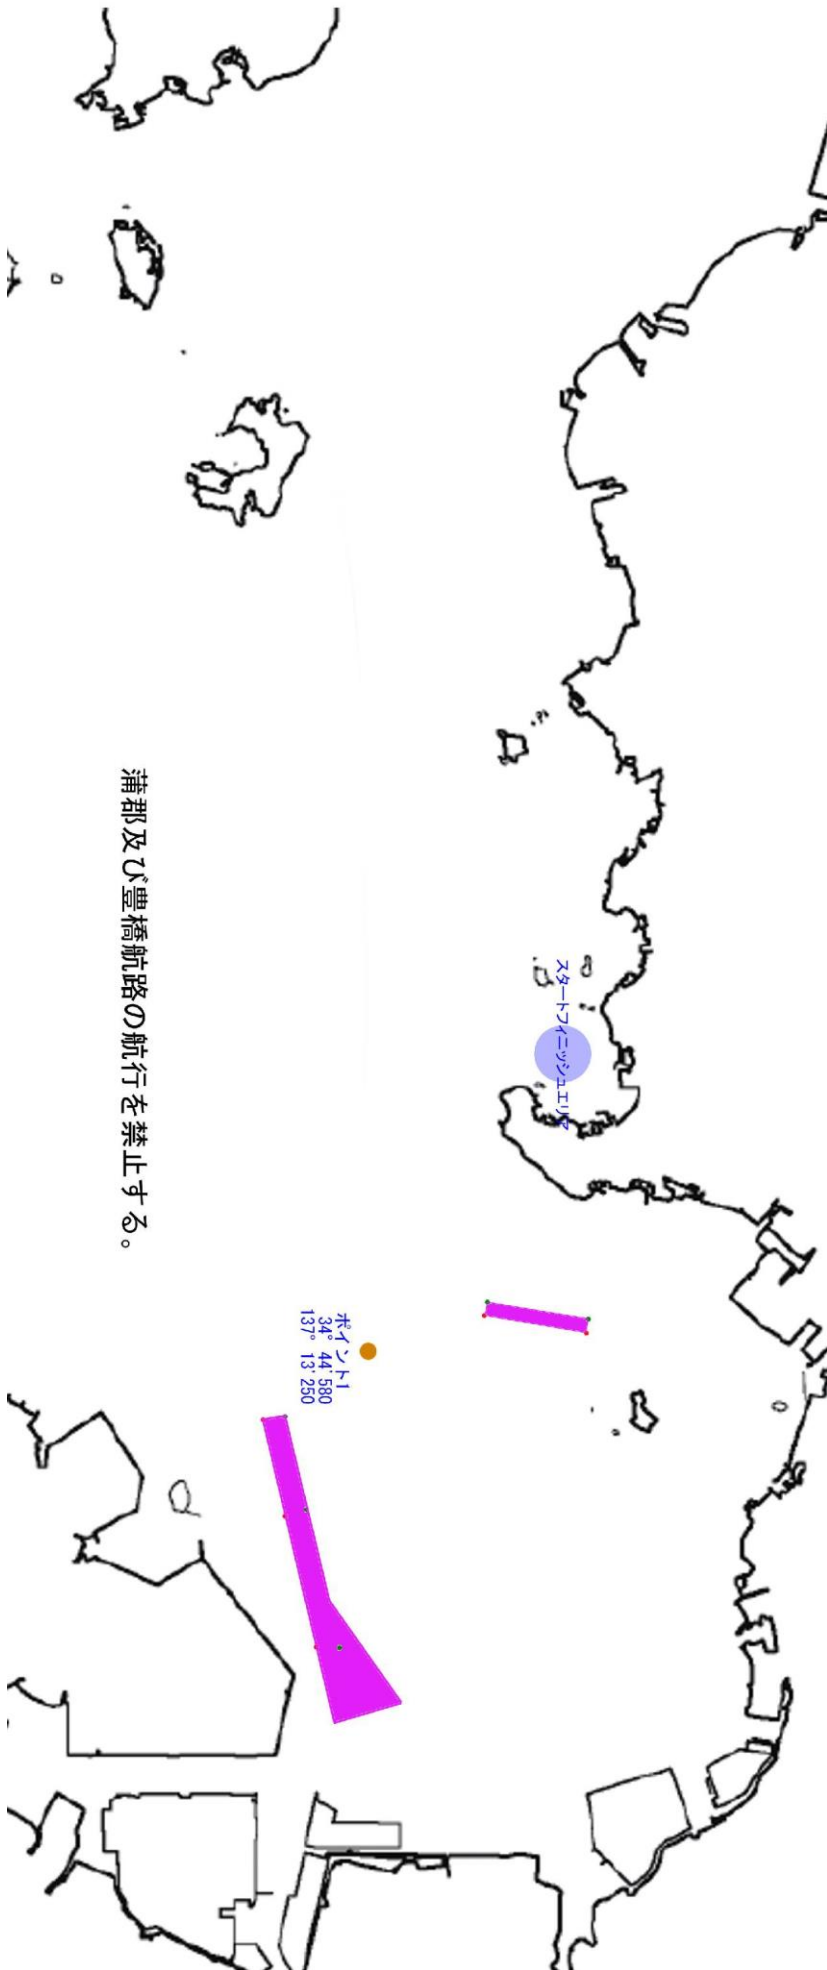 スタートフィニッシュエリア
ポイント1
34° 44' 580
137° 13' 250
蒲郡及び豊橋航路の航行を禁止する。